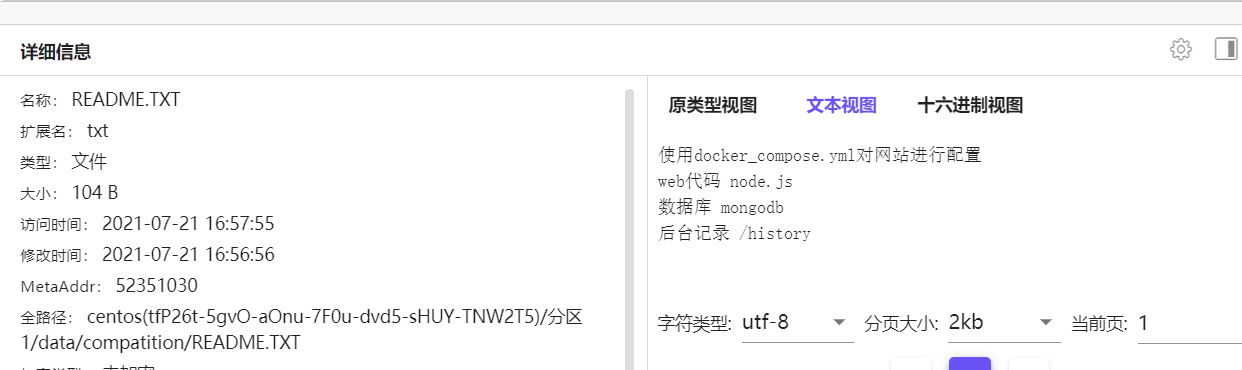 详细信息
名称： README.TXT
扩展名： txt
类型： 文件
大小： 104 B
访问时间： 2021-07-21 16:57:55
修改时间： 2021-07-21 16:56:56
MetaAddr： 52351030
全路径： centos(tfP26t-5gvO-aOnu-7F0u-dvd5-sHUY-TNW2T5)/分区
1/data/compatition/README.TXT
原类型视图 文本视图 十六进制视图
使用docker_compose.yml对网站进行配置
web代码 node.js
数据库 mongodb
后台记录 /history
字符类型: utf-8 分页大小: 2kb 当前页: 1